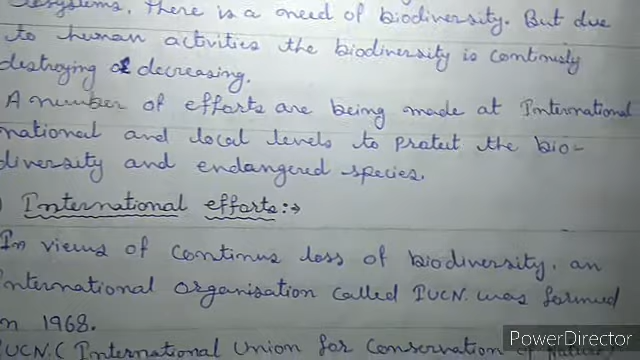 There is a need of biodiversity. But due
to human activities the biodiversity is continusly
destroying or decreasing.
A number of efforts are being made at International
national and local levels to protect the bio-
diversity and endangered species.
International efforts:→
In views of continus loss of biodiversity. an
International organisation called IUCN. was formed
in 1968.
IUCN. ( International Union for Conservation of
PowerDirector